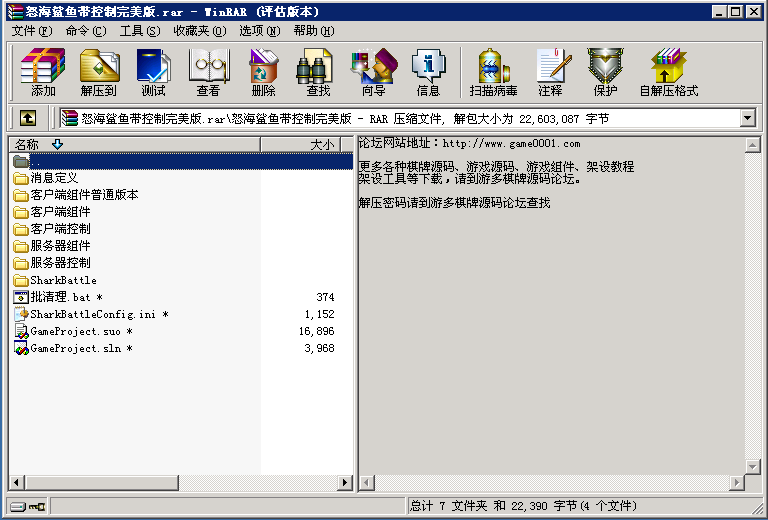 怒海鲨鱼带控制完美版.rar - WinRAR (评估版本)
文件(F) 命令(C) 工具(S) 收藏夹(O) 选项(N) 帮助(H)
添加 解压到 测试 查看 删除 查找 向导 信息 扫描病毒 注释 保护 自解压格式
怒海鲨鱼带控制完美版.rar\怒海鲨鱼带控制完美版 - RAR 压缩文件, 解包大小为 22,603,087 字节
名称 大小
..
消息定义
客户端组件普通版本
客户端组件
客户端控制
服务器组件
服务器控制
SharkBattle
批清理.bat * 374
SharkBattleConfig.ini * 1,152
GameProject.suo * 16,896
GameProject.sln * 3,968
论坛网站地址：http://www.game0001.com
更多各种棋牌源码、游戏源码、游戏组件、架设教程
架设工具等下载，请到游多棋牌源码论坛。
解压密码请到游多棋牌源码论坛查找
总计 7 文件夹 和 22,390 字节(4 个文件)